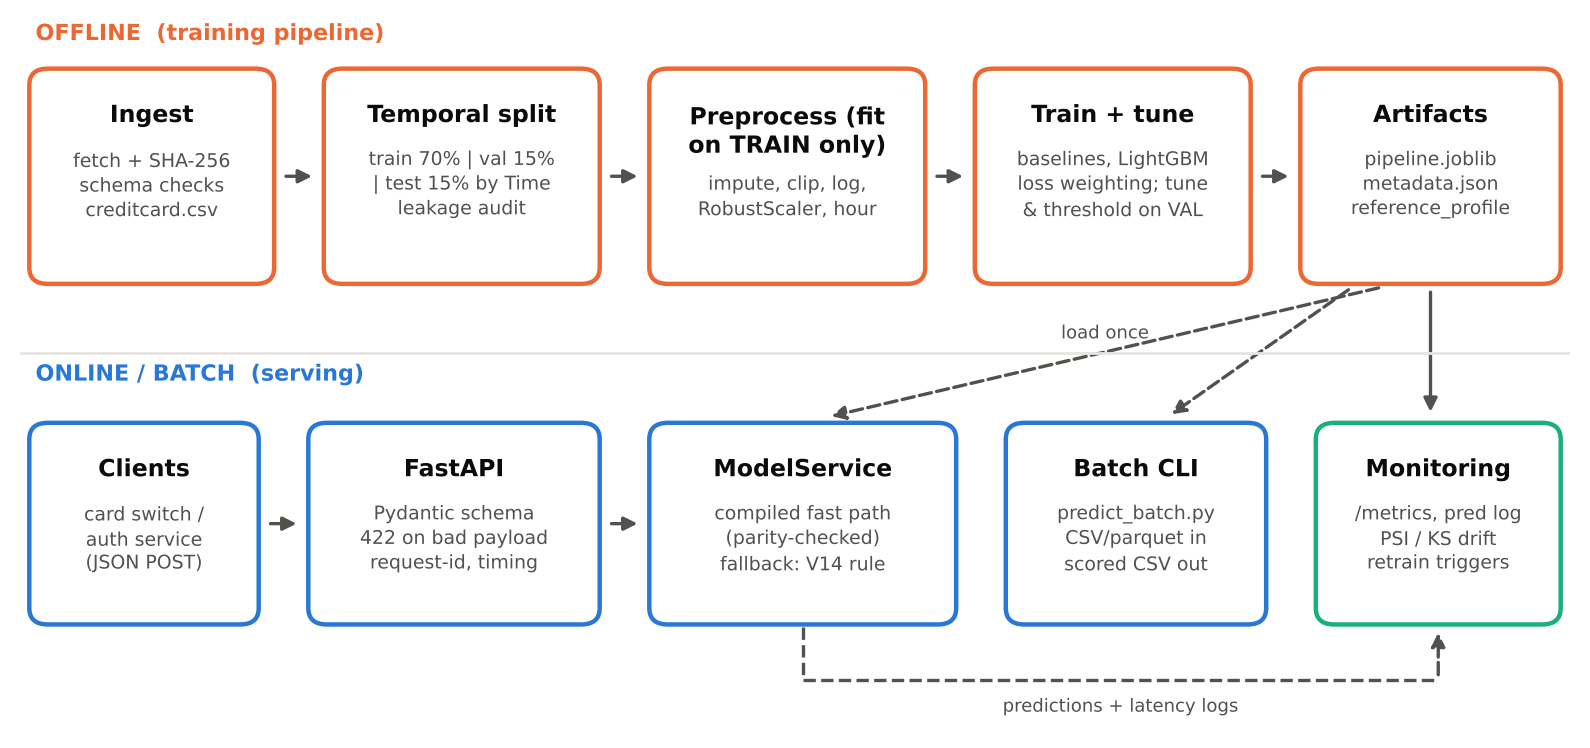 OFFLINE (training pipeline)
Ingest
fetch + SHA-256
schema checks
creditcard.csv
Temporal split
train 70% | val 15%
| test 15% by Time
leakage audit
Preprocess (fit
on TRAIN only)
impute, clip, log,
RobustScaler, hour
Train + tune
baselines, LightGBM
loss weighting; tune
& threshold on VAL
Artifacts
pipeline.joblib
metadata.json
reference_profile
load once
ONLINE / BATCH (serving)
Clients
card switch /
auth service
(JSON POST)
FastAPI
Pydantic schema
422 on bad payload
request-id, timing
ModelService
compiled fast path
(parity-checked)
fallback: V14 rule
Batch CLI
predict_batch.py
CSV/parquet in
scored CSV out
Monitoring
/metrics, pred log
PSI / KS drift
retrain triggers
predictions + latency logs